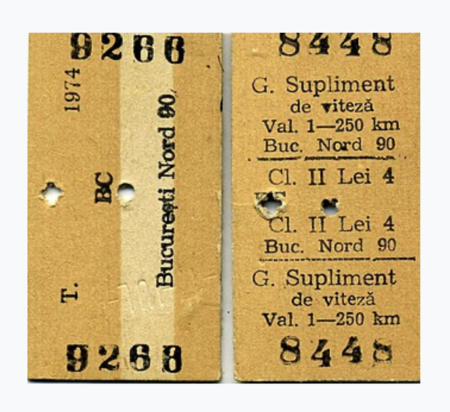 9266
T. 1974
BC
București Nord 90
9268
8448
G. Supliment
de viteză
Val. 1—250 km
Buc. Nord 90
Cl. II Lei 4
Cl. II Lei 4
Buc. Nord 90
G. Supliment
de viteză
Val. 1—250 km
8448